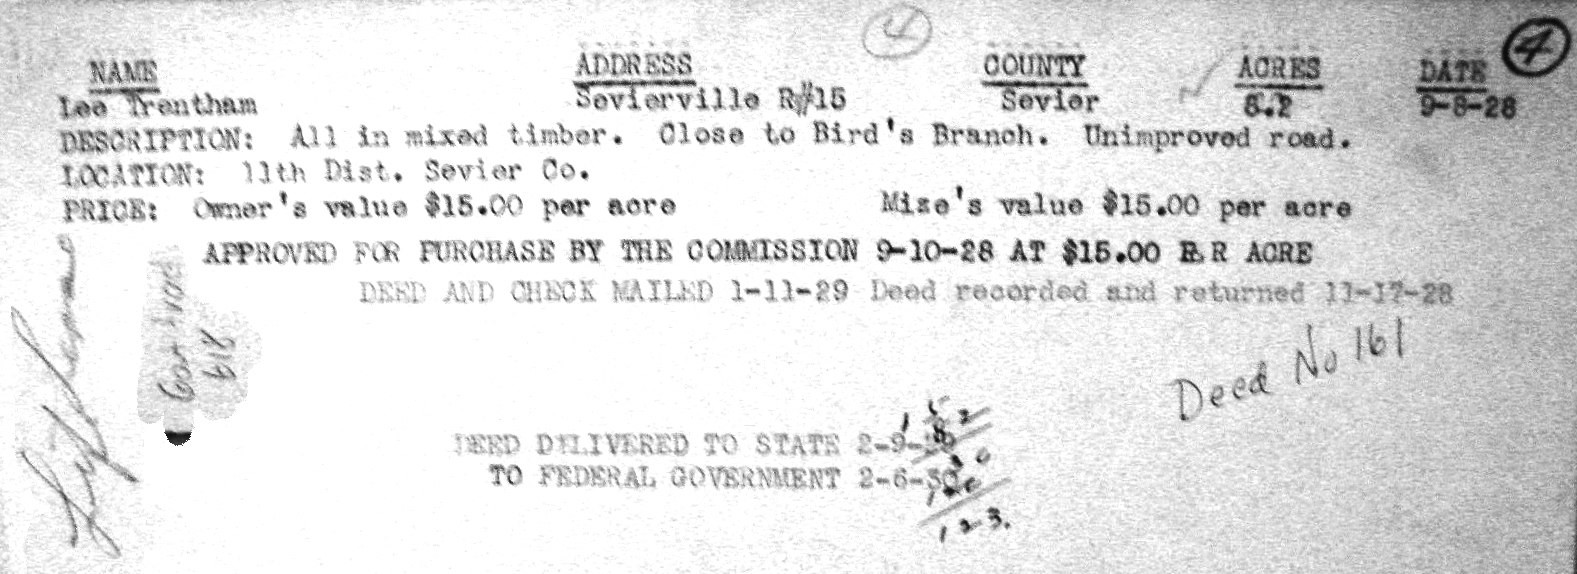 4 4
NAME ADDRESS COUNTY ACRES DATE
Lee Trentham Sevierville R#15 Sevier 8.2 9-8-28
DESCRIPTION: All in mixed timber. Close to Bird's Branch. Unimproved road.
LOCATION: 11th Dist. Sevier Co.
PRICE: Owner's value $15.00 per acre Mize's value $15.00 per acre
APPROVED FOR PURCHASE BY THE COMMISSION 9-10-28 AT $15.00 PER ACRE
DEED AND CHECK MAILED 1-11-29 Deed recorded and returned 11-17-28
Deed No 161
DEED DELIVERED TO STATE 2-9-
TO FEDERAL GOVERNMENT 2-6-30
123.